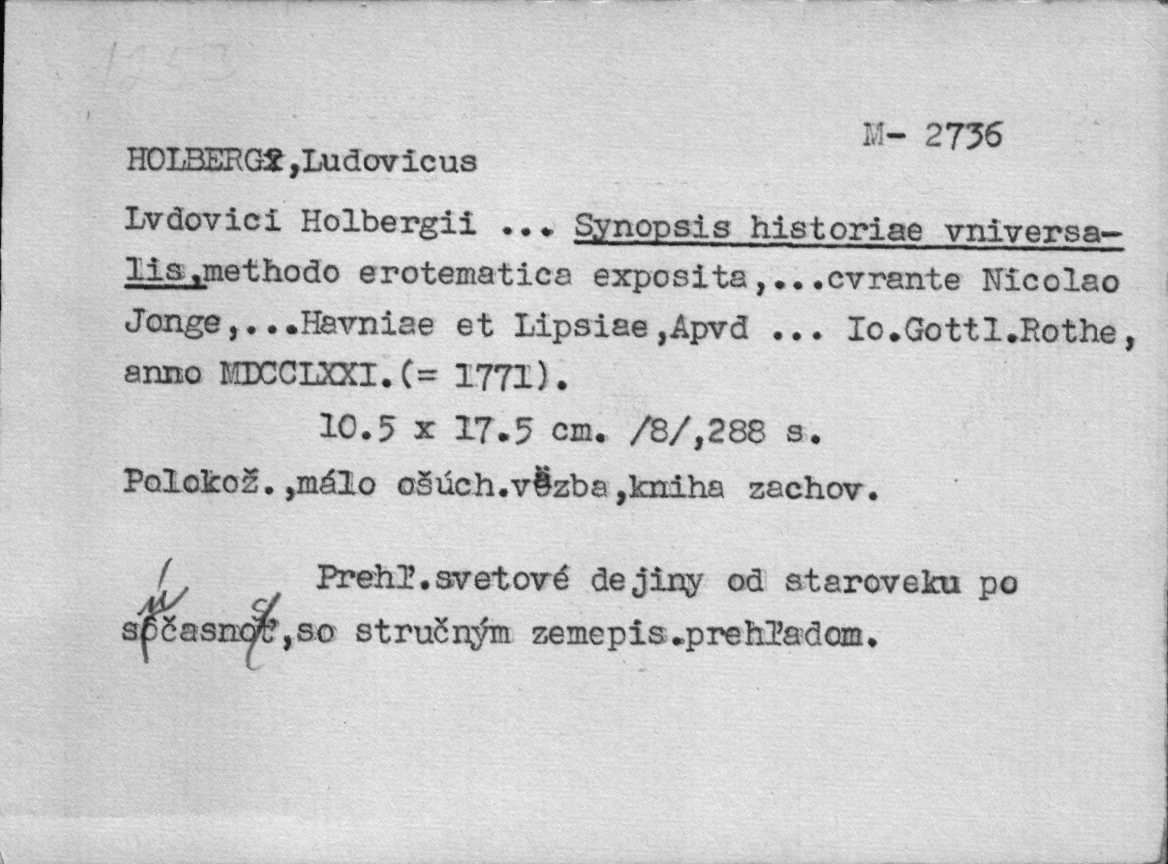 1253
M- 2736
HOLBERG,Ludovicus
Lvdovici Holbergii ... Synopsis historiae vniversa-
lis,methodo erotematica exposita,...cvrante Nicolao
Jonge,...Havniae et Lipsiae,Apvd ... Io.Gottl.Rothe,
anno MDCCLXXI.(= 1771).
10.5 x 17.5 cm. /8/,288 s.
Polokož.,málo ošúch.väzba,kniha zachov.
Prehľ.svetové dejiny od staroveku po
súčasnosť,so stručným zemepis.prehľadom.